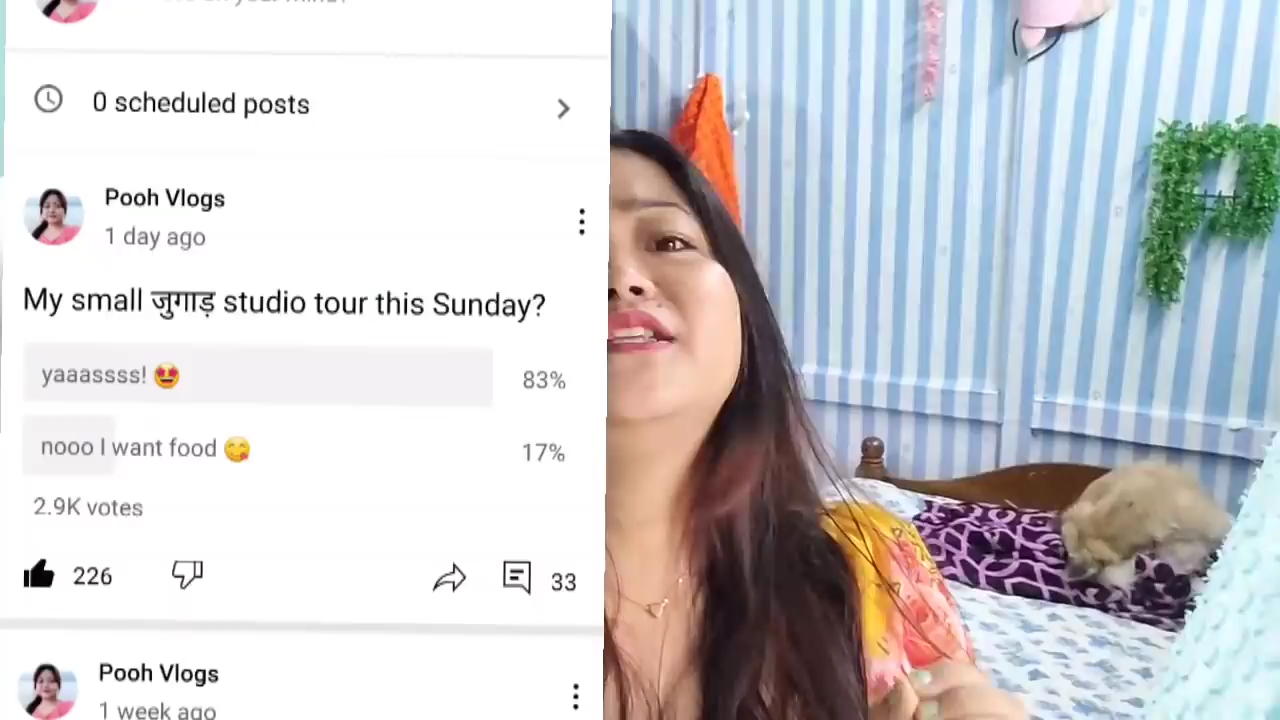 0 scheduled posts
Pooh Vlogs
1 day ago
My small जुगाड़ studio tour this Sunday?
yaaassss! 🤩
83%
nooo I want food 😋
17%
2.9K votes
226
33
Pooh Vlogs
1 week ago